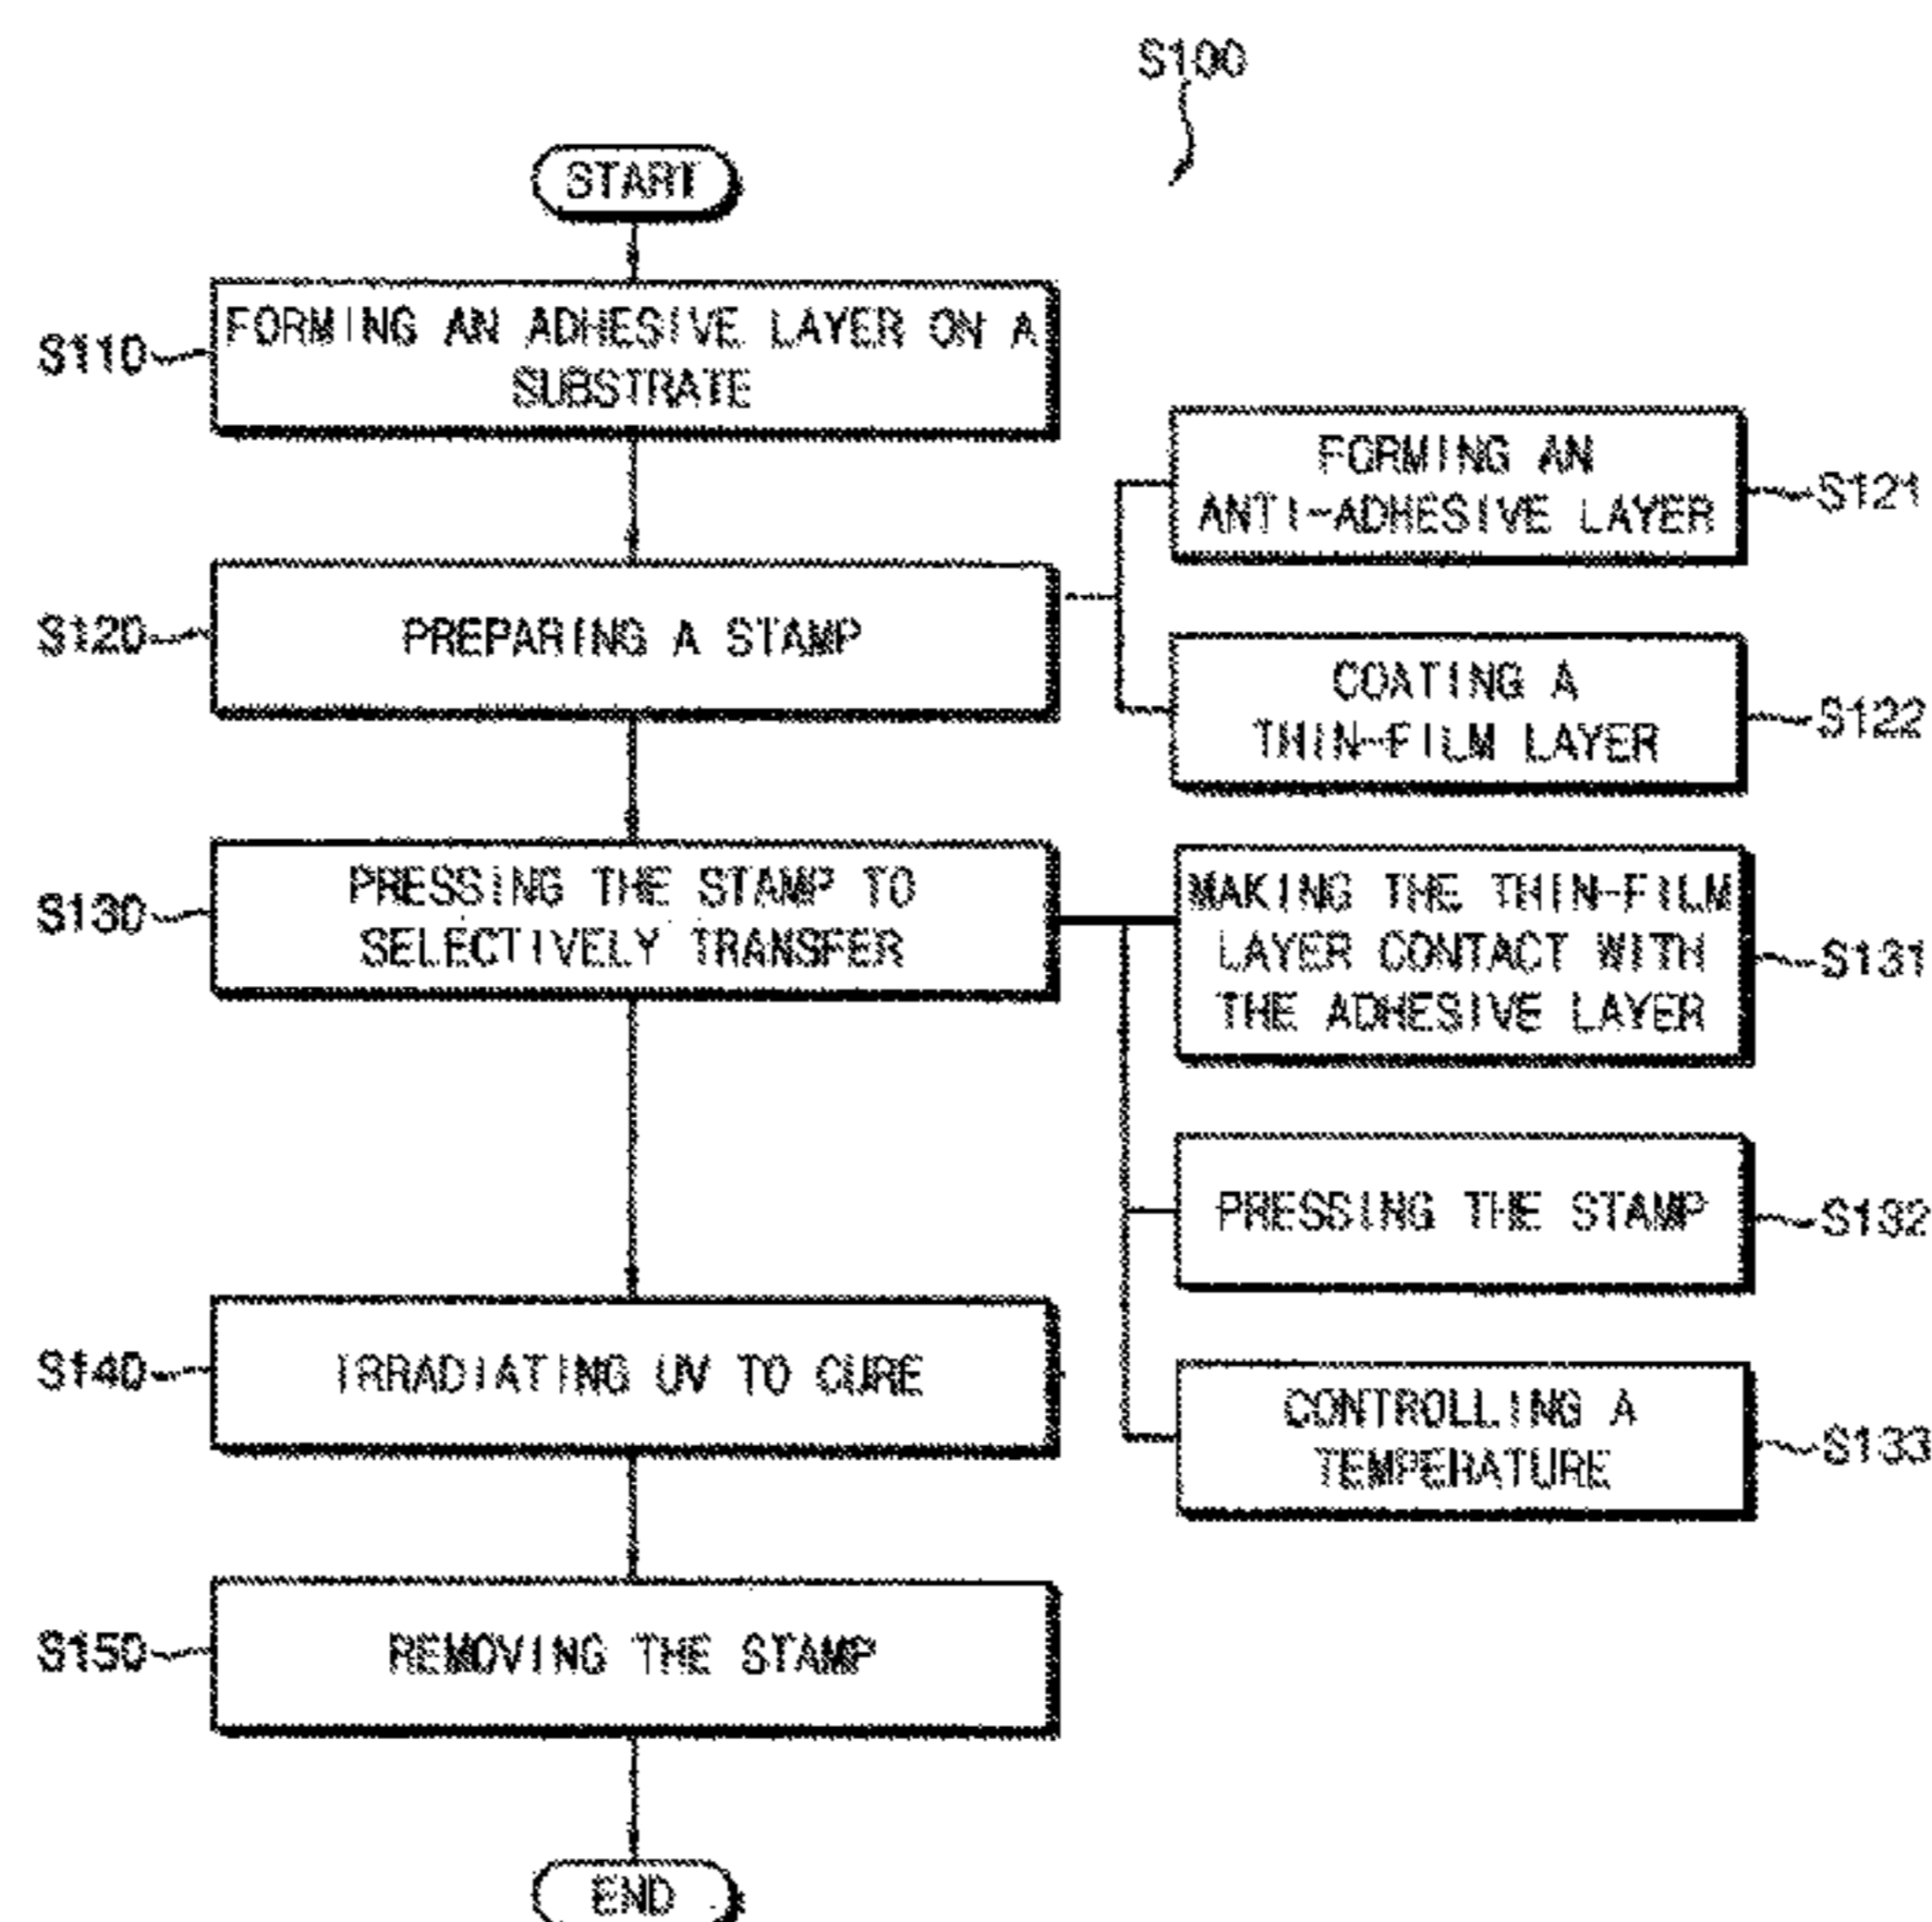 S100
START
S110
FORMING AN ADHESIVE LAYER ON A
SUBSTRATE
S120
PREPARING A STAMP
FORMING AN
ANTI-ADHESIVE LAYER
S121
COATING A
THIN-FILM LAYER
S122
S130
PRESSING THE STAMP TO
SELECTIVELY TRANSFER
MAKING THE THIN-FILM
LAYER CONTACT WITH
THE ADHESIVE LAYER
S131
PRESSING THE STAMP
S132
CONTROLLING A
TEMPERATURE
S133
S140
IRRADIATING UV TO CURE
S150
REMOVING THE STAMP
END